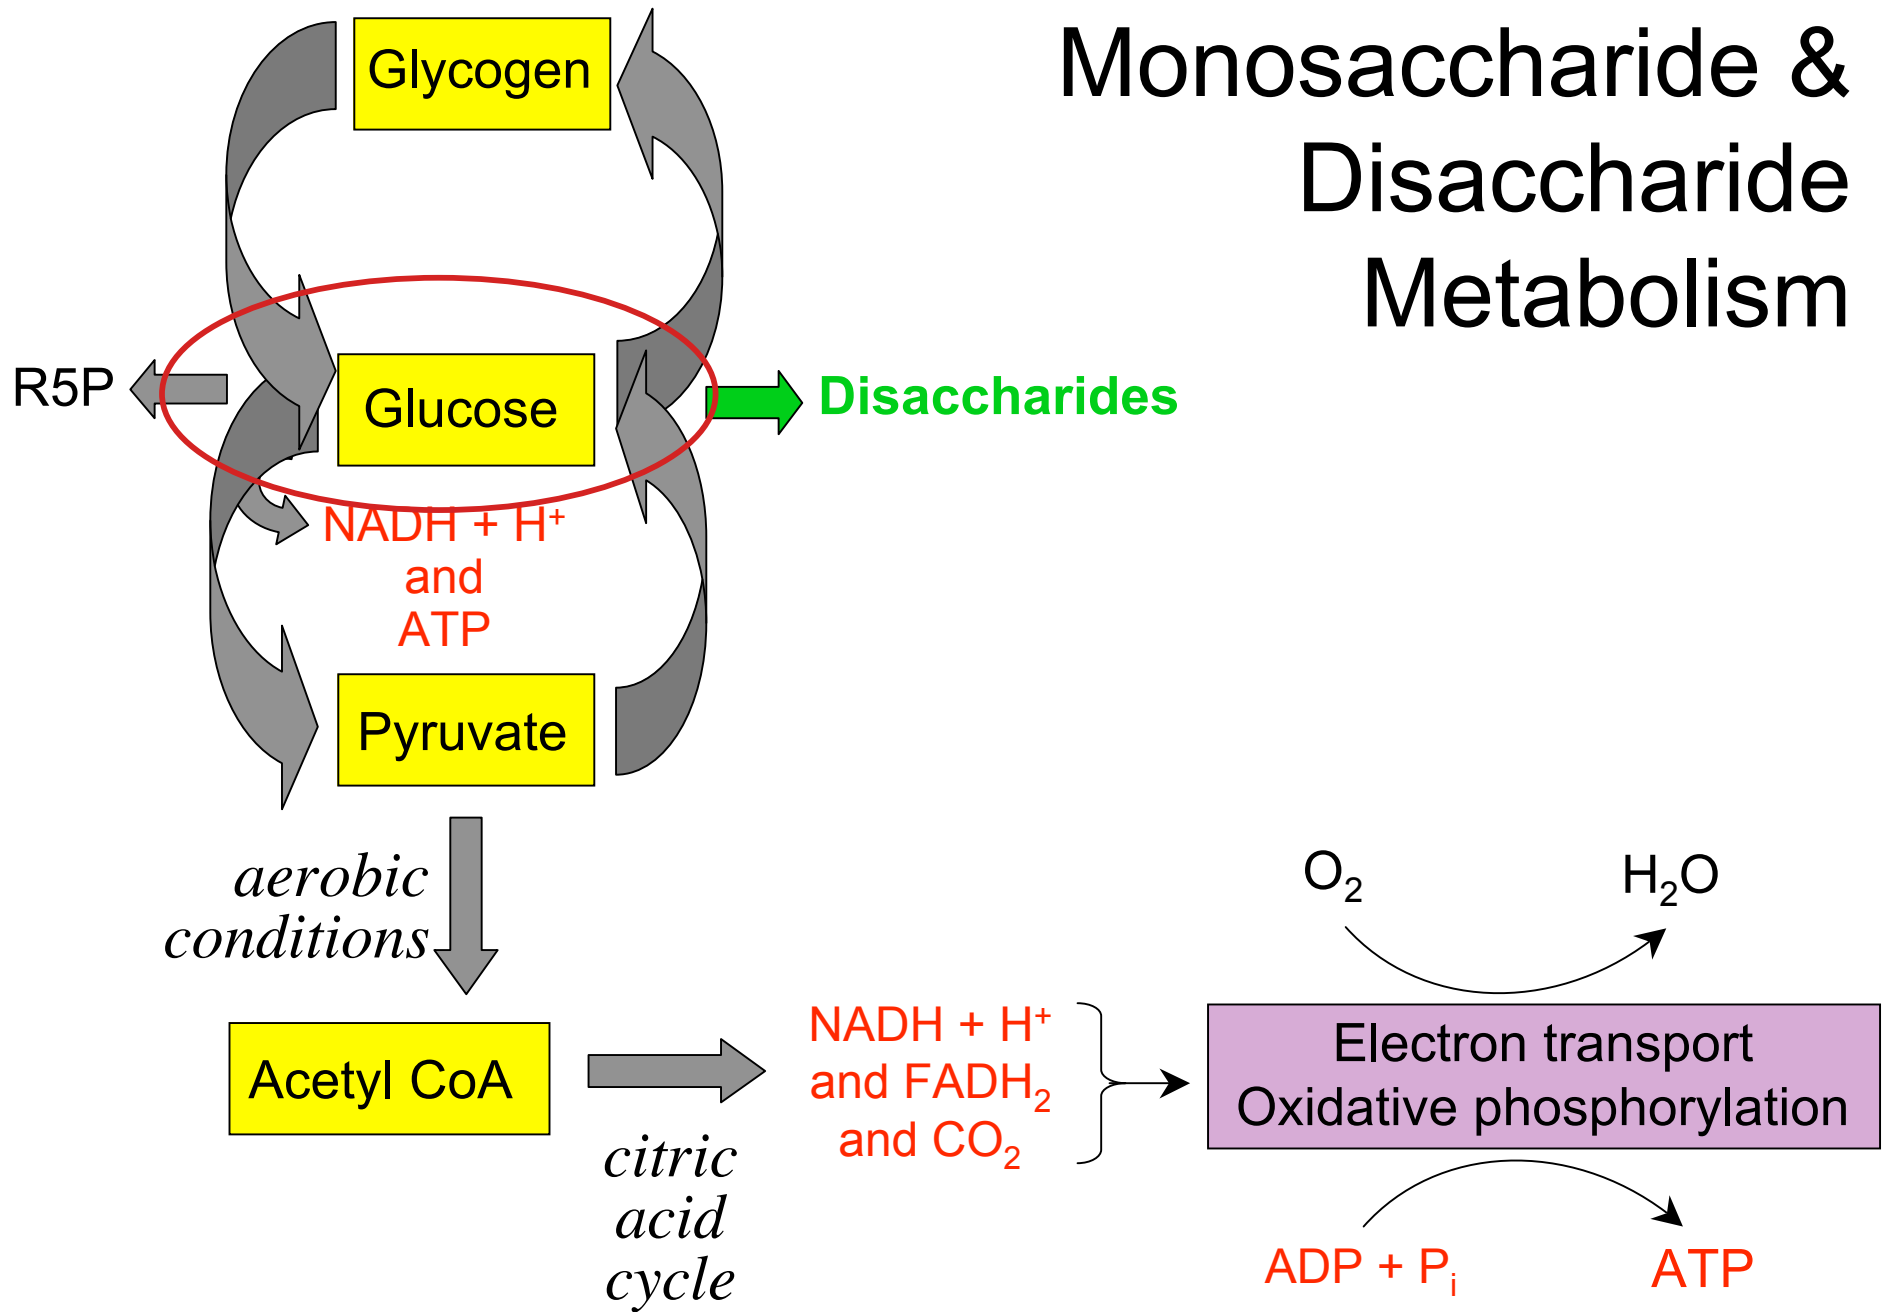 Monosaccharide &
Disaccharide
Metabolism
Glycogen
R5P
Glucose
Disaccharides
NADH + H⁺
and
ATP
Pyruvate
aerobic
conditions
Acetyl CoA
citric
acid
cycle
NADH + H⁺
and FADH₂
and CO₂
O₂
H₂O
Electron transport
Oxidative phosphorylation
ADP + Pᵢ
ATP